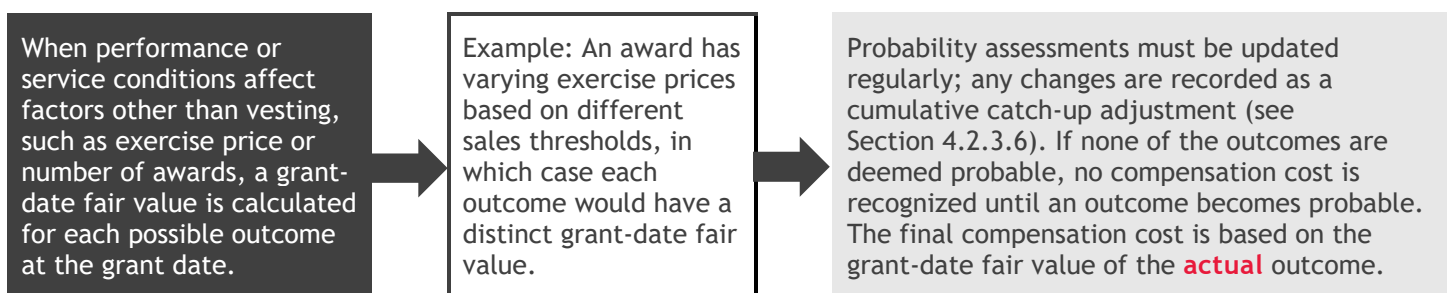 When performance or
service conditions affect
factors other than vesting,
such as exercise price or
number of awards, a grant-
date fair value is calculated
for each possible outcome
at the grant date.
Example: An award has
varying exercise prices
based on different
sales thresholds, in
which case each
outcome would have a
distinct grant-date fair
value.
Probability assessments must be updated
regularly; any changes are recorded as a
cumulative catch-up adjustment (see
Section 4.2.3.6). If none of the outcomes are
deemed probable, no compensation cost is
recognized until an outcome becomes probable.
The final compensation cost is based on the
grant-date fair value of the actual outcome.